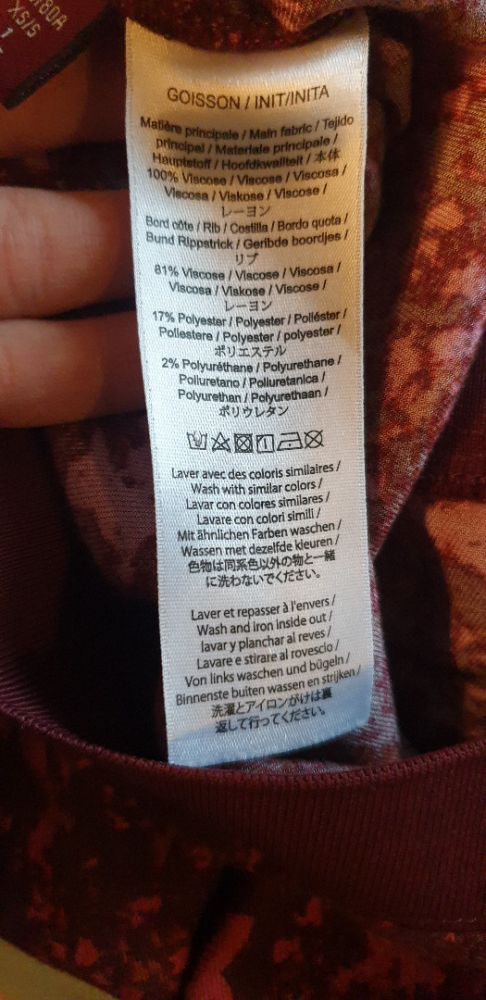 XS/S
1
GOISSON / INIT/INITA
Matière principale / Main fabric / Tejido
principal / Materiale principale /
Hauptstoff / Hoofdkwaliteit / 本体
100% Viscose / Viscose / Viscosa /
Viscosa / Viskose / Viscose /
レーヨン
Bord côte / Rib / Costilla / Bordo quota /
Bund Rippstrick / Geribde boordjes /
リブ
81% Viscose / Viscose / Viscosa /
Viscosa / Viskose / Viscose /
レーヨン
17% Polyester / Polyester / Poliéster /
Poliestere / Polyester / polyester /
ポリエステル
2% Polyuréthane / Polyurethane /
Poliuretano / Poliuretanica /
Polyurethan / Polyurethaan /
ポリウレタン
Laver avec des coloris similaires /
Wash with similar colors /
Lavar con colores similares /
Lavare con colori simili /
Mit ähnlichen Farben waschen /
Wassen met dezelfde kleuren /
色物は同系色以外の物と一緒
に洗わないでください。
Laver et repasser à l'envers /
Wash and iron inside out /
lavar y planchar al reves /
Lavare e stirare al rovescio /
Von links waschen und bügeln /
Binnenste buiten wassen en strijken /
洗濯とアイロンがけは裏
返して行ってください。